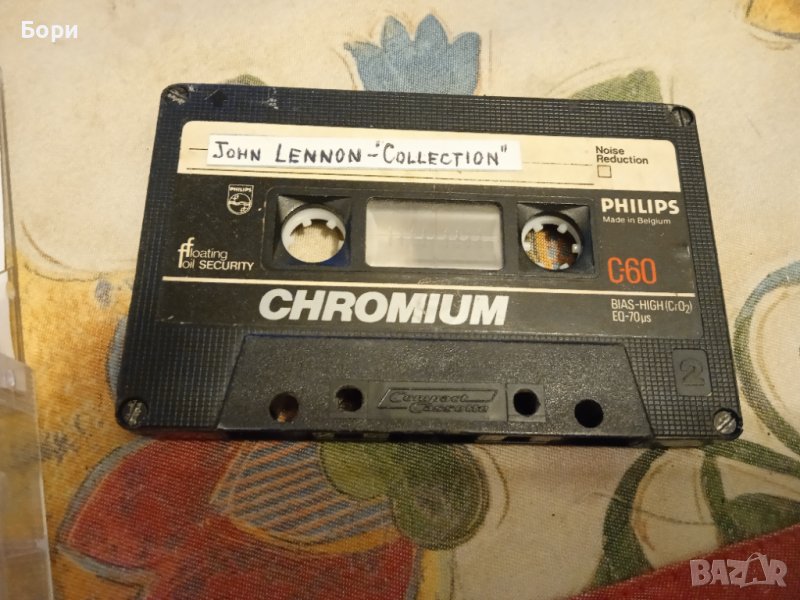 Бори
JOHN LENNON-"COLLECTION"
Noise
Reduction
PHILIPS
PHILIPS
Made in Belgium
floating
foil SECURITY
C-60
CHROMIUM
BIAS-HIGH (CrO₂)
EQ-70µs
2
Compact
Cassette
BAZAR